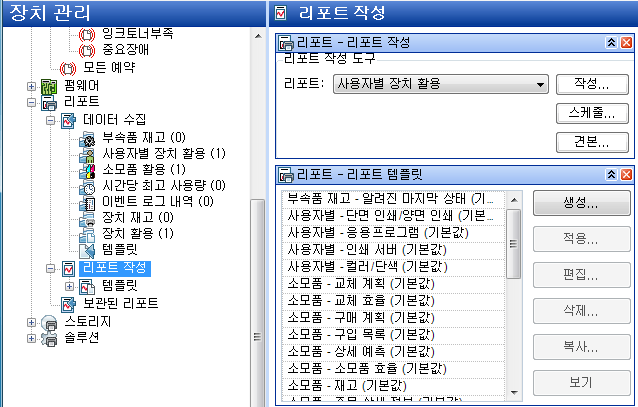 장치 관리
잉크토너부족
중요장애
모든 예약
펌웨어
리포트
데이터 수집
부속품 재고 (0)
사용자별 장치 활용 (1)
소모품 활용 (1)
시간당 최고 사용량 (0)
이벤트 로그 내역 (0)
장치 재고 (0)
장치 활용 (1)
템플릿
리포트 작성
템플릿
보관된 리포트
스토리지
솔루션
리포트 작성
리포트 - 리포트 작성
리포트 작성 도구
리포트: 사용자별 장치 활용 작성...
스케줄...
견본...
리포트 - 리포트 템플릿
부속품 재고 - 알려진 마지막 상태 (기...
사용자별 - 단면 인쇄/양면 인쇄 (기본...
사용자별 - 응용프로그램 (기본값)
사용자별 - 인쇄 서버 (기본값)
사용자별 - 컬러/단색 (기본값)
소모품 - 교체 계획 (기본값)
소모품 - 교체 효율 (기본값)
소모품 - 구매 계획 (기본값)
소모품 - 구입 목록 (기본값)
소모품 - 상세 예측 (기본값)
소모품 - 소모품 효율 (기본값)
소모품 - 재고 (기본값)
생성...
적용...
편집...
삭제...
복사...
보기